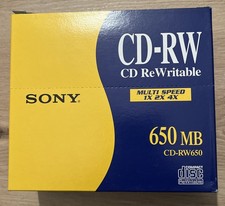 CD-RW
CD ReWritable
SONY
MULTI SPEED
1X 2X 4X
650 MB
CD-RW650
COMPACT
disc